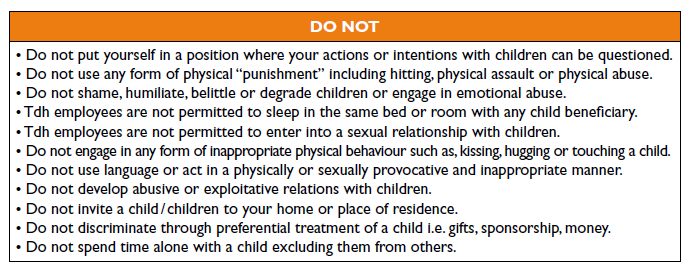 DO NOT
• Do not put yourself in a position where your actions or intentions with children can be questioned.
• Do not use any form of physical “punishment” including hitting, physical assault or physical abuse.
• Do not shame, humiliate, belittle or degrade children or engage in emotional abuse.
• Tdh employees are not permitted to sleep in the same bed or room with any child beneficiary.
• Tdh employees are not permitted to enter into a sexual relationship with children.
• Do not engage in any form of inappropriate physical behaviour such as, kissing, hugging or touching a child.
• Do not use language or act in a physically or sexually provocative and inappropriate manner.
• Do not develop abusive or exploitative relations with children.
• Do not invite a child / children to your home or place of residence.
• Do not discriminate through preferential treatment of a child i.e. gifts, sponsorship, money.
• Do not spend time alone with a child excluding them from others.